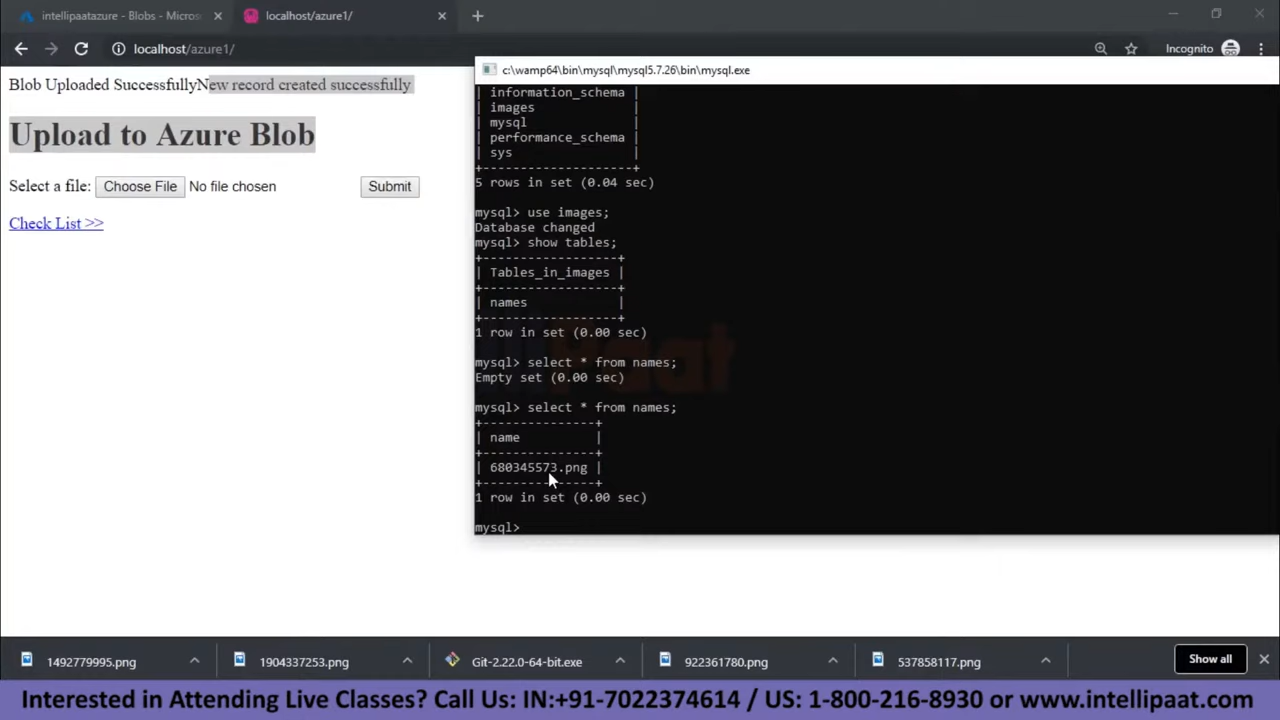 intellipaatazure - Blobs - Micros
localhost/azure1/
localhost/azure1/
Incognito
Blob Uploaded SuccessfullyNew record created successfully
Upload to Azure Blob
Select a file: Choose File No file chosen Submit
Check List >>
c:\wamp64\bin\mysql\mysql5.7.26\bin\mysql.exe
| information_schema |
| images |
| mysql |
| performance_schema |
| sys |
+--------------------+
5 rows in set (0.04 sec)
mysql> use images;
Database changed
mysql> show tables;
+------------------+
| Tables_in_images |
+------------------+
| names |
+------------------+
1 row in set (0.00 sec)
mysql> select * from names;
Empty set (0.00 sec)
mysql> select * from names;
+---------------+
| name |
+---------------+
| 680345573.png |
+---------------+
1 row in set (0.00 sec)
mysql>
1492779995.png
1904337253.png
Git-2.22.0-64-bit.exe
922361780.png
537858117.png
Show all
Interested in Attending Live Classes? Call Us: IN:+91-7022374614 / US: 1-800-216-8930 or www.intellipaat.com